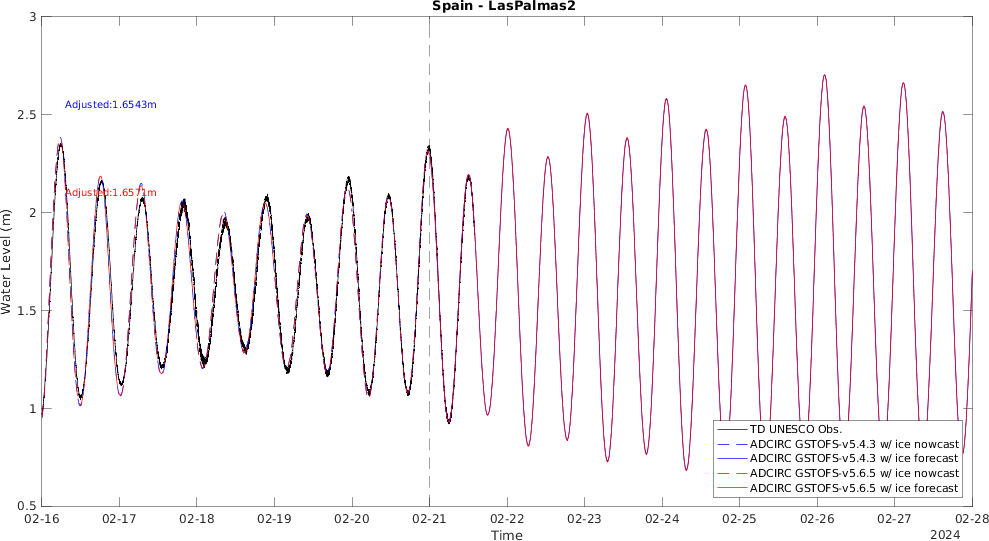 Spain - LasPalmas2
3
2.5
2
1.5
1
0.5
Water Level (m)
Adjusted:1.6543m
Adjusted:1.6571m
TD UNESCO Obs.
ADCIRC GSTOFS-v5.4.3 w/ ice nowcast
ADCIRC GSTOFS-v5.4.3 w/ ice forecast
ADCIRC GSTOFS-v5.6.5 w/ ice nowcast
ADCIRC GSTOFS-v5.6.5 w/ ice forecast
02-16 02-17 02-18 02-19 02-20 02-21 02-22 02-23 02-24 02-25 02-26 02-27 02-28
Time
2024